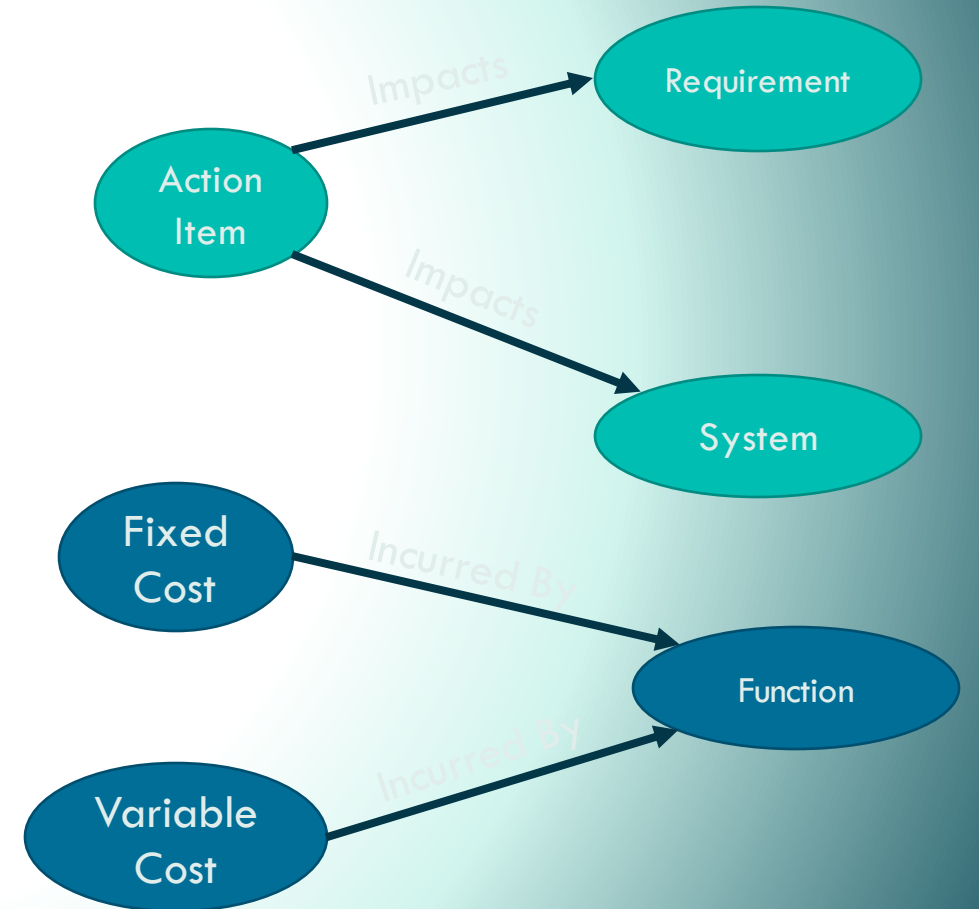 Impacts
Requirement
Action
Item
Impacts
System
Fixed
Cost
Incurred By
Function
Incurred By
Variable
Cost